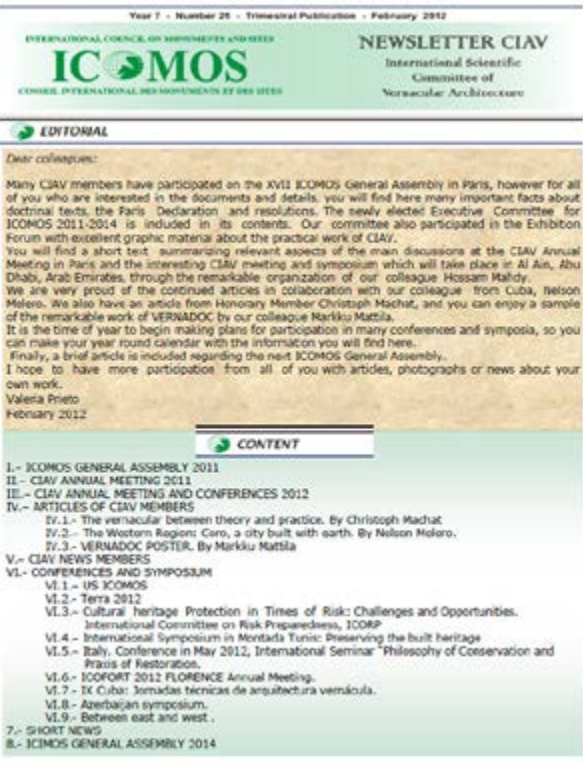 Year 7 - Number 26 - Trimestral Publication - February 2012
INTERNATIONAL COUNCIL ON MONUMENTS AND SITES
ICOMOS
CONSEIL INTERNATIONAL DES MONUMENTS ET DES SITES
NEWSLETTER CIAV
International Scientific
Committee of
Vernacular Architecture
EDITORIAL
Dear colleagues:
Many CIAV members have participated on the XVII ICOMOS General Assembly in Paris, however for all
of you who are interested in the documents and details, you will find here many important facts about
doctrinal texts, the Paris Declaration and resolutions. The newly elected Executive Committee for
ICOMOS 2011-2014 is included in its contents. Our committee also participated in the Exhibition
Forum with excellent graphic material about the practical work of CIAV.
You will find a short text summarizing relevant aspects of the main discussions at the CIAV Annual
Meeting in Paris and the interesting CIAV meeting and symposium which will take place in Al Ain, Abu
Dhabi, Arab Emirates, through the remarkable organization of our colleague Hossam Mahdy.
We are very proud of the continued articles in collaboration with our colleague from Cuba, Nelson
Melero. We also have an article from Honorary Member Christoph Machat, and you can enjoy a sample
of the remarkable work of VERNADOC by our colleague Markku Mattila.
It is the time of year to begin making plans for participation in many conferences and symposia, so you
can make your year round calendar with the information you will find here.
Finally, a brief article is included regarding the next ICOMOS General Assembly.
I hope to have more participation from all of you with articles, photographs or news about your
own work.
Valeria Prieto
February 2012
CONTENT
I.- ICOMOS GENERAL ASSEMBLY 2011
II.- CIAV ANNUAL MEETING 2011
III.- CIAV ANNUAL MEETING AND CONFERENCES 2012
IV.- ARTICLES OF CIAV MEMBERS
IV.1.- The vernacular between theory and practice. By Christoph Machat
IV.2.- The Western Region: Coro, a city built with earth. By Nelson Melero.
IV.3.- VERNADOC POSTER. By Markku Mattila
V.- CIAV NEWS MEMBERS
VI.- CONFERENCES AND SYMPOSIUM
VI.1.- US ICOMOS
VI.2.- Terra 2012
VI.3.- Cultural heritage Protection in Times of Risk: Challenges and Opportunities.
International Committee on Risk Preparedness, ICORP
VI.4.- International Symposium in Montada Tunis: Preserving the built heritage
VI.5.- Italy. Conference in May 2012, International Seminar "Philosophy of Conservation and
Praxis of Restoration.
VI.6.- ICOFORT 2012 FLORENCE Annual Meeting.
VI.7.- IX Cuba: Jornadas técnicas de arquitectura vernácula.
VI.8.- Azerbaijan symposium.
VI.9.- Between east and west .
7.- SHORT NEWS
8.- ICIMOS GENERAL ASSEMBLY 2014